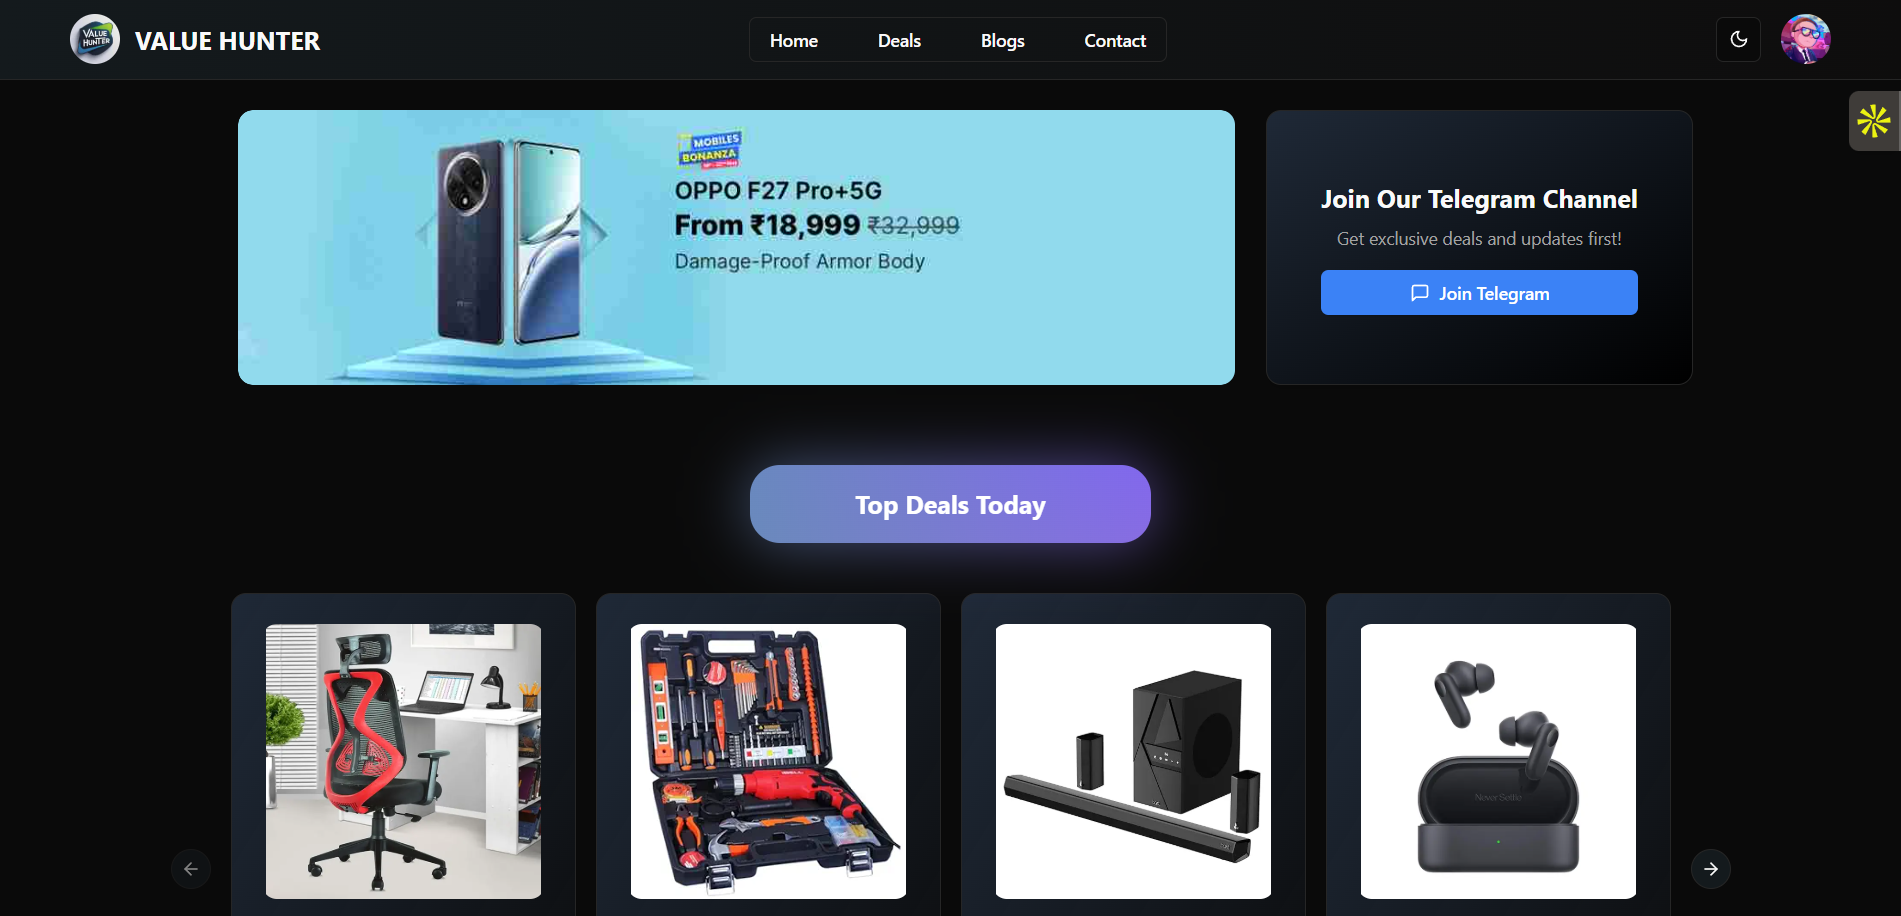 VALUE
HUNTER
VALUE HUNTER
Home
Deals
Blogs
Contact
MOBILES
BONANZA
OPPO F27 Pro+5G
From ₹18,999 ₹32,999
Damage-Proof Armor Body
Join Our Telegram Channel
Get exclusive deals and updates first!
Join Telegram
Top Deals Today
Never Settle